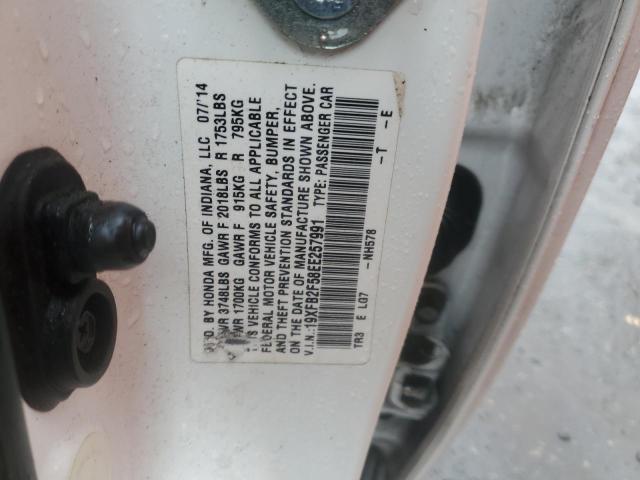 MFD. BY HONDA MFG. OF INDIANA, LLC 07/'14
GVWR 3748LBS GAWR F 2018LBS R 1753LBS
GVWR 1700KG GAWR F 915KG R 795KG
THIS VEHICLE CONFORMS TO ALL APPLICABLE
FEDERAL MOTOR VEHICLE SAFETY, BUMPER,
AND THEFT PREVENTION STANDARDS IN EFFECT
ON THE DATE OF MANUFACTURE SHOWN ABOVE.
V.I.N.:19XFB2F58EE257991 TYPE: PASSENGER CAR
TR3 E L07 -NH578 -T -E